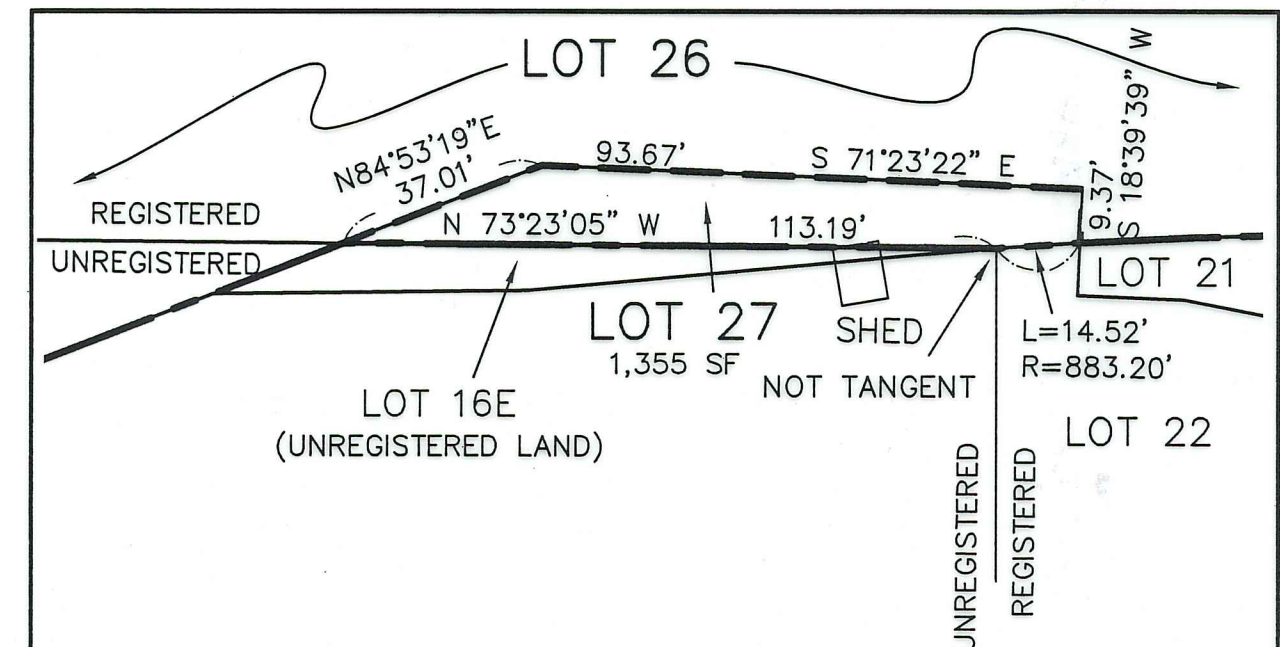 LOT 26
N84°53'19"E
37.01'
93.67'
S 71°23'22" E
9.37'
S 18°39'39" W
REGISTERED
UNREGISTERED
N 73°23'05" W
113.19'
LOT 21
LOT 27
1,355 SF
SHED
L=14.52'
R=883.20'
NOT TANGENT
LOT 16E
(UNREGISTERED LAND)
LOT 22
UNREGISTERED
REGISTERED